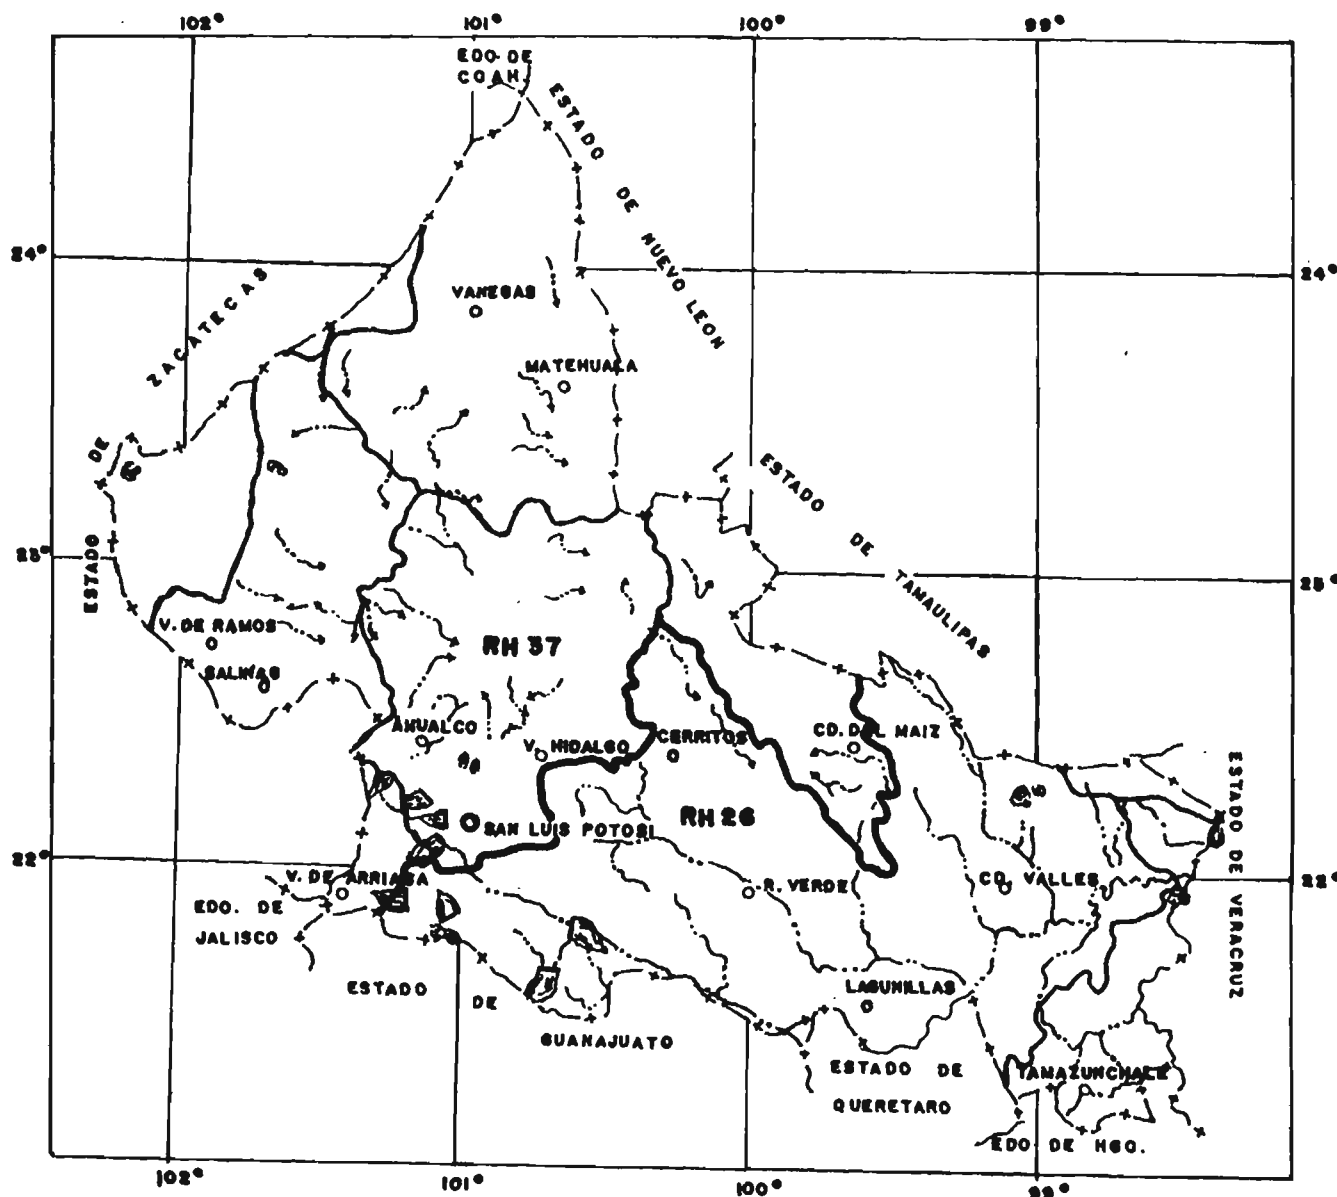 102° 101° 100° 99°
EDO. DE
COAH.
ESTADO DE NUEVO LEON
24° 24°
ESTADO DE ZACATECAS
VANEGAS
MATEHUALA
ESTADO DE TAMAULIPAS
23° 23°
V. DE RAMOS
SALINAS
RH 37
AHUALCO
V. HIDALGO
CERRITOS
CD. DEL MAIZ
RH 26
SAN LUIS POTOSI
ESTADO DE VERACRUZ
22° 22°
V. DE ARRIAGA
R. VERDE
CD. VALLES
EDO. DE
JALISCO
ESTADO DE
GUANAJUATO
LAGUNILLAS
ESTADO DE
QUERETARO
TAMAZUNCHALE
EDO. DE HGO.
102° 101° 100° 99°